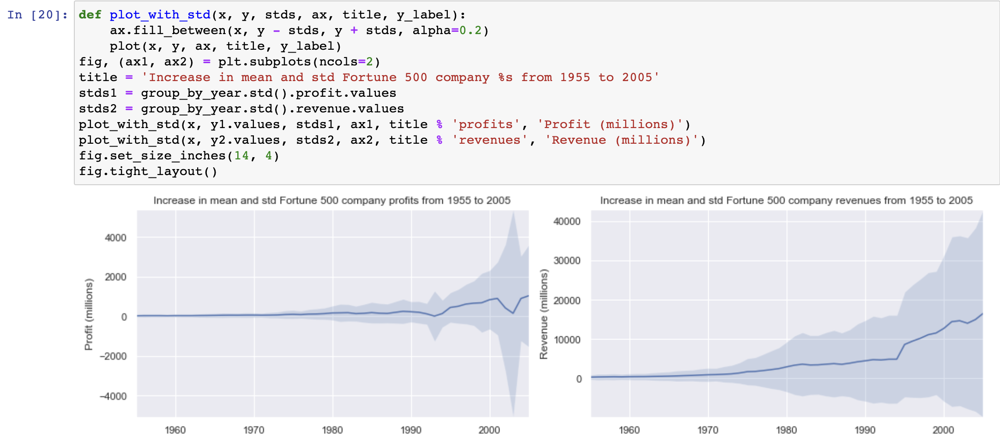 In [20]:
def plot_with_std(x, y, stds, ax, title, y_label):
    ax.fill_between(x, y - stds, y + stds, alpha=0.2)
    plot(x, y, ax, title, y_label)
fig, (ax1, ax2) = plt.subplots(ncols=2)
title = 'Increase in mean and std Fortune 500 company %s from 1955 to 2005'
stds1 = group_by_year.std().profit.values
stds2 = group_by_year.std().revenue.values
plot_with_std(x, y1.values, stds1, ax1, title % 'profits', 'Profit (millions)')
plot_with_std(x, y2.values, stds2, ax2, title % 'revenues', 'Revenue (millions)')
fig.set_size_inches(14, 4)
fig.tight_layout()
Increase in mean and std Fortune 500 company profits from 1955 to 2005
Profit (millions)
4000
2000
0
−2000
−4000
1960 1970 1980 1990 2000
Increase in mean and std Fortune 500 company revenues from 1955 to 2005
Revenue (millions)
40000
30000
20000
10000
0
1960 1970 1980 1990 2000